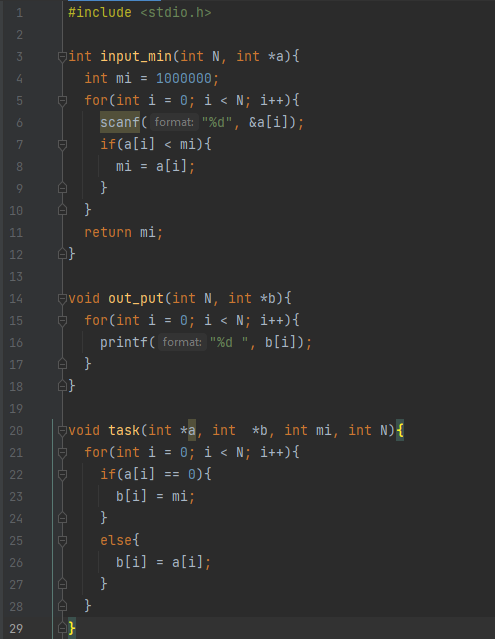 1 #include <stdio.h>
2
3 int input_min(int N, int *a){
4   int mi = 1000000;
5   for(int i = 0; i < N; i++){
6     scanf( format: "%d", &a[i]);
7     if(a[i] < mi){
8       mi = a[i];
9     }
10   }
11   return mi;
12 }
13
14 void out_put(int N, int *b){
15   for(int i = 0; i < N; i++){
16     printf( format: "%d ", b[i]);
17   }
18 }
19
20 void task(int *a, int  *b, int mi, int N){
21   for(int i = 0; i < N; i++){
22     if(a[i] == 0){
23       b[i] = mi;
24     }
25     else{
26       b[i] = a[i];
27     }
28   }
29 }